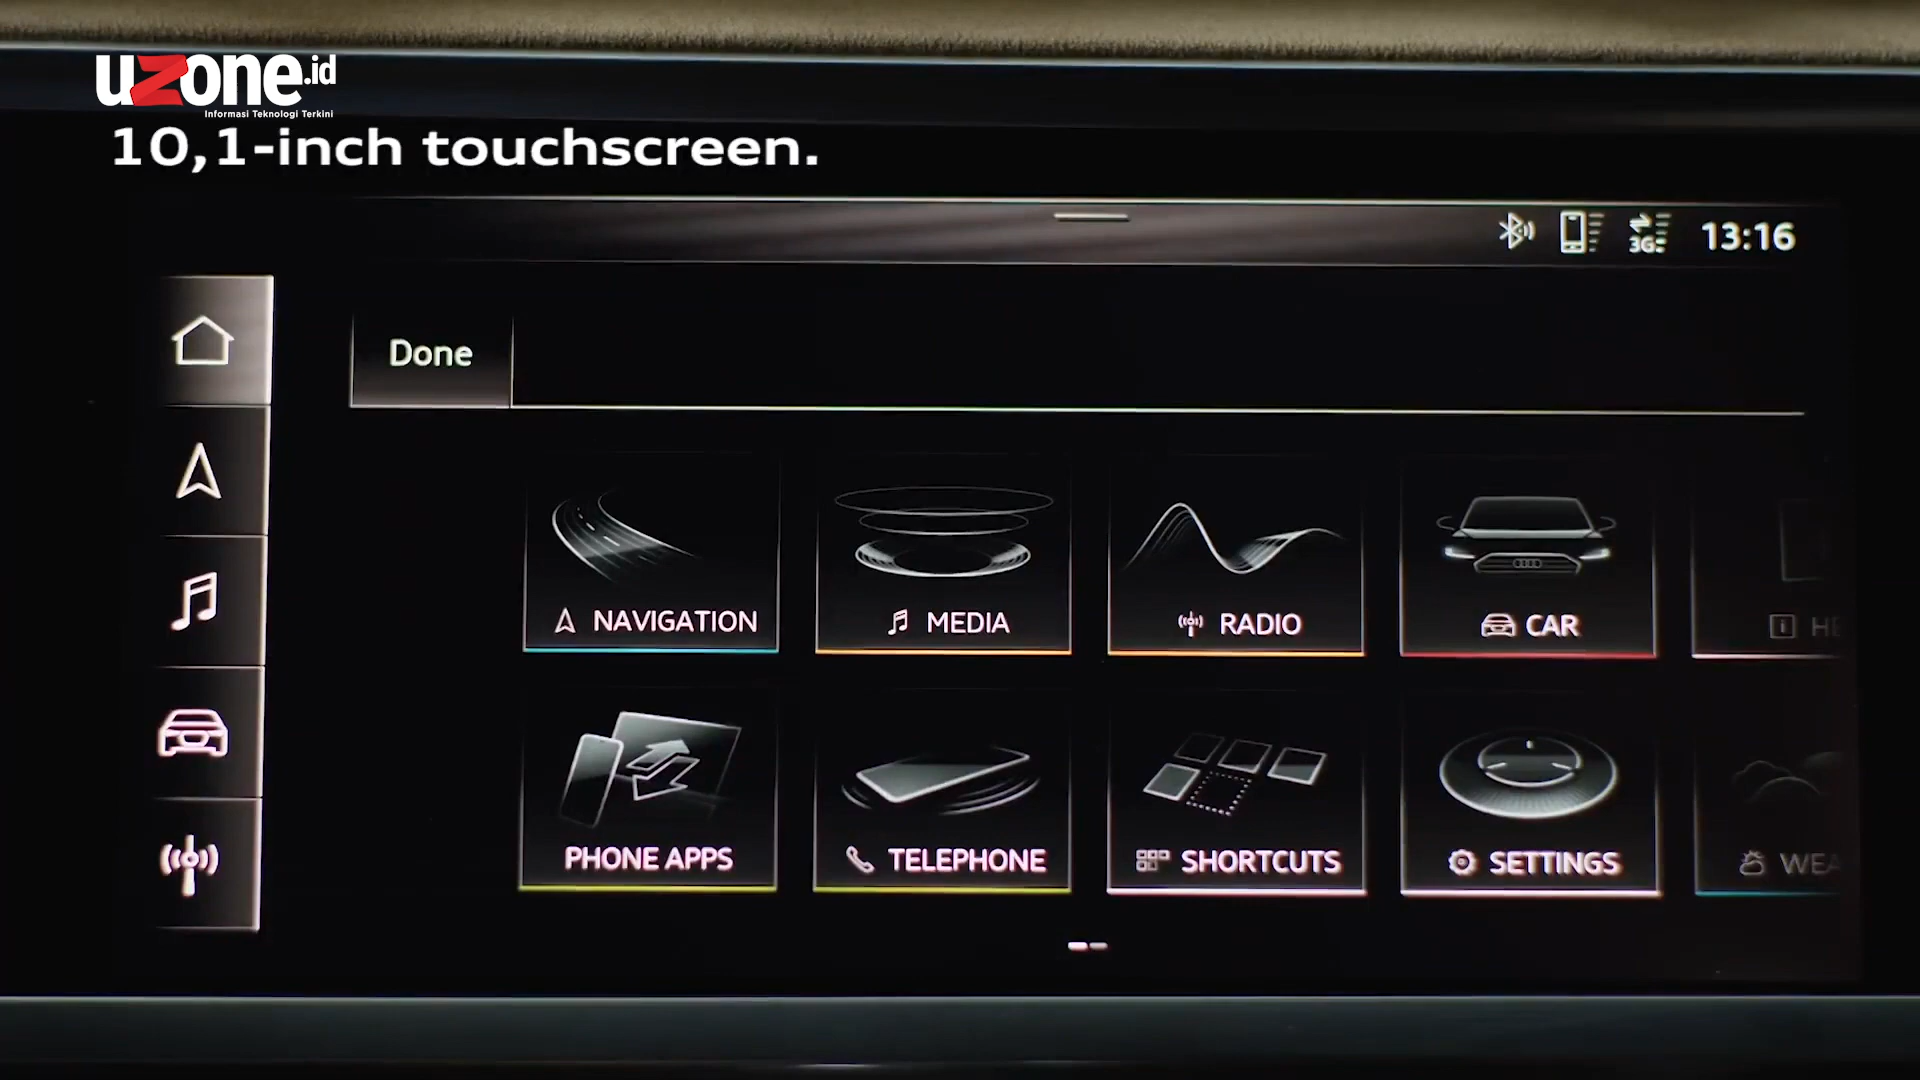 uzone.id
Informasi Teknologi Terkini
10,1-inch touchscreen.
3G
13:16
Done
NAVIGATION
MEDIA
RADIO
CAR
PHONE APPS
TELEPHONE
SHORTCUTS
SETTINGS